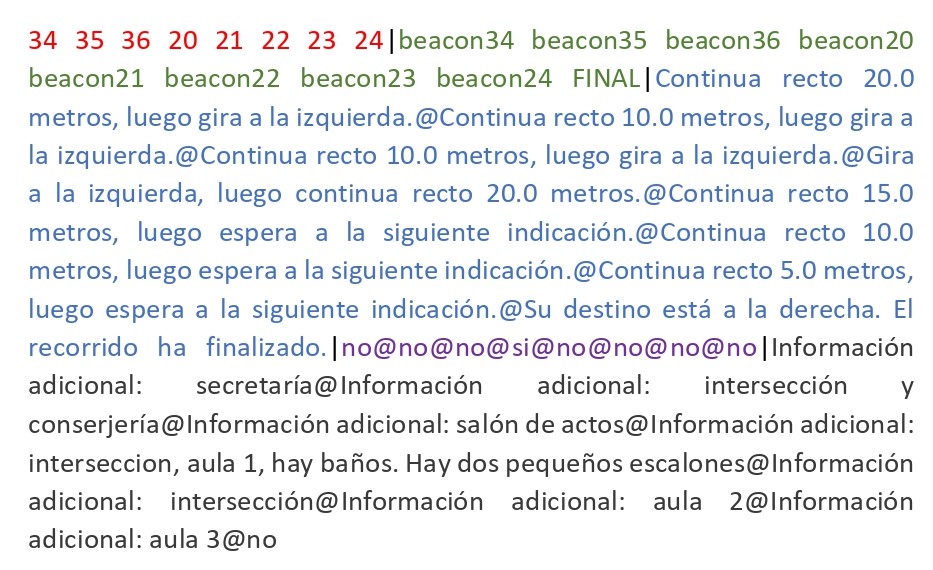 34 35 36 20 21 22 23 24|beacon34 beacon35 beacon36 beacon20
beacon21 beacon22 beacon23 beacon24 FINAL|Continua recto 20.0
metros, luego gira a la izquierda.@Continua recto 10.0 metros, luego gira a
la izquierda.@Continua recto 10.0 metros, luego gira a la izquierda.@Gira
a la izquierda, luego continua recto 20.0 metros.@Continua recto 15.0
metros, luego espera a la siguiente indicación.@Continua recto 10.0
metros, luego espera a la siguiente indicación.@Continua recto 5.0 metros,
luego espera a la siguiente indicación.@Su destino está a la derecha. El
recorrido ha finalizado.|no@no@no@si@no@no@no@no|Información
adicional: secretaría@Información adicional: intersección y
conserjería@Información adicional: salón de actos@Información adicional:
interseccion, aula 1, hay baños. Hay dos pequeños escalones@Información
adicional: intersección@Información adicional: aula 2@Información
adicional: aula 3@no